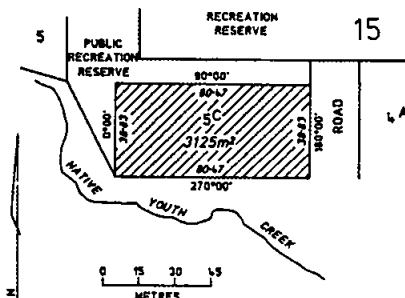 RECREATION
RESERVE
15
5
PUBLIC
RECREATION
RESERVE
90°00'
80·47
0°00'
38·83
5C
3125m²
38·83
180°00'
ROAD
4 A
80·47
270°00'
NATIVE YOUTH CREEK
0 15 30 45
METRES
N